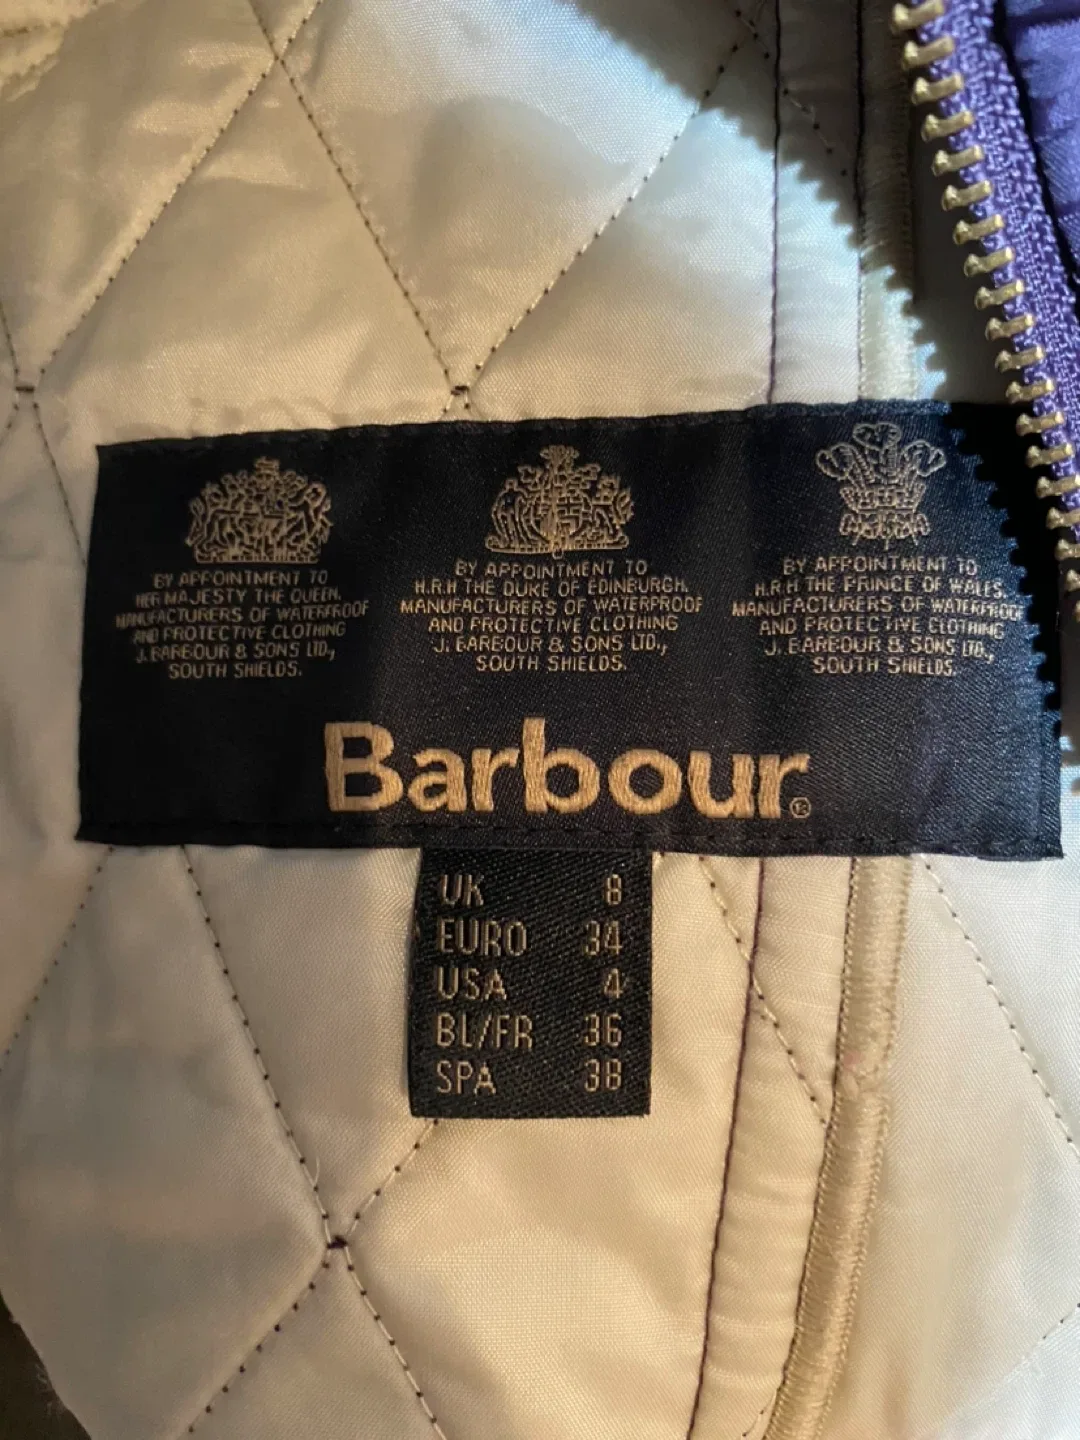 BY APPOINTMENT TO
HER MAJESTY THE QUEEN,
MANUFACTURERS OF WATERPROOF
AND PROTECTIVE CLOTHING
J. BARBOUR & SONS LTD.,
SOUTH SHIELDS.
BY APPOINTMENT TO
H.R.H THE DUKE OF EDINBURGH,
MANUFACTURERS OF WATERPROOF
AND PROTECTIVE CLOTHING
J. BARBOUR & SONS LTD.,
SOUTH SHIELDS.
BY APPOINTMENT TO
H.R.H THE PRINCE OF WALES,
MANUFACTURERS OF WATERPROOF
AND PROTECTIVE CLOTHING
J. BARBOUR & SONS LTD.,
SOUTH SHIELDS.
Barbour®
UK 8
EURO 34
USA 4
BL/FR 36
SPA 38